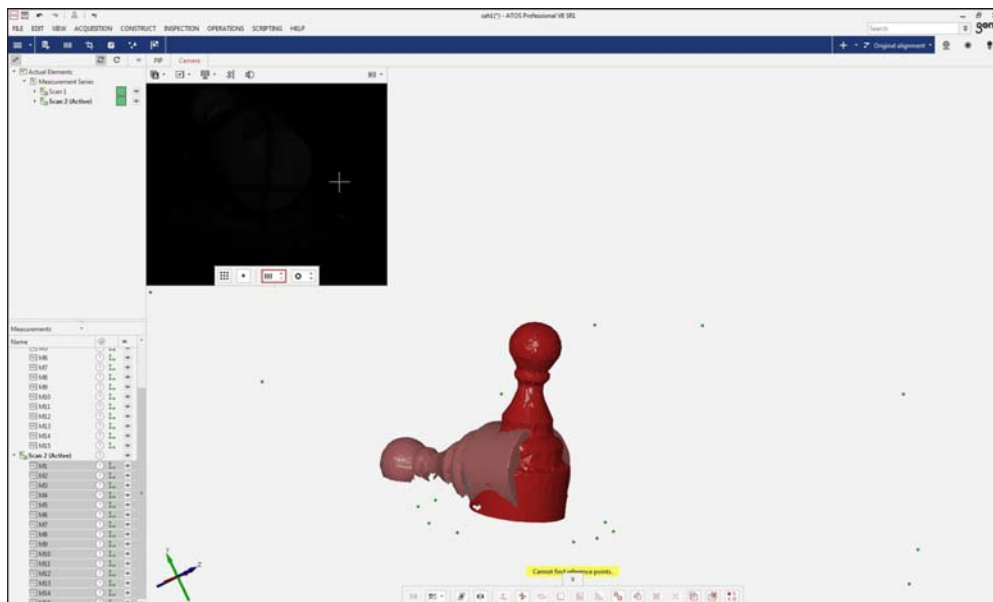 sah1(*) - ATOS Professional V8 SR1
FILE EDIT VIEW ACQUISITION CONSTRUCT INSPECTION OPERATIONS SCRIPTING HELP
Search
gom
Original alignment
Actual Elements
Measurement Series
Scan 1
Scan 2 (Active)
PIP Camera
Measurements
Name
M6
M7
M8
M9
M10
M11
M12
M13
M14
M15
Scan 2 (Active)
M1
M2
M3
M4
M5
M6
M7
M8
M9
M10
M11
M12
M13
M14
Y
Z
Cannot find reference points.